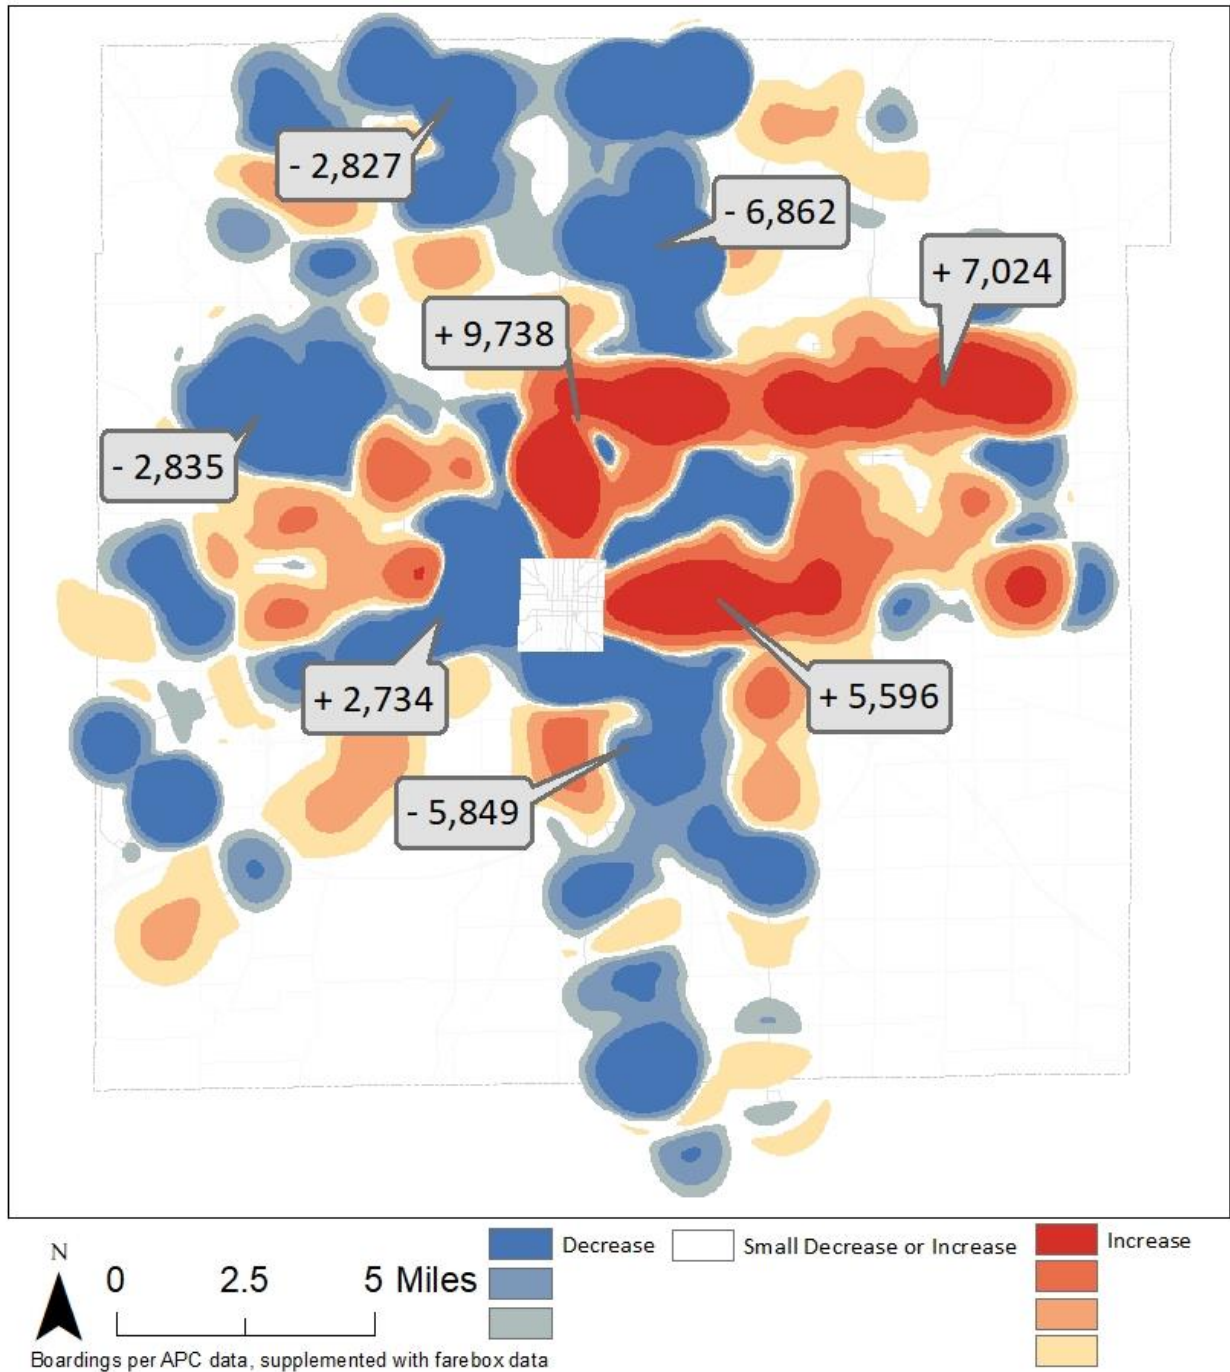 - 2,827
- 6,862
+ 7,024
+ 9,738
- 2,835
+ 2,734
+ 5,596
- 5,849
N
0 2.5 5 Miles
Decrease
Small Decrease or Increase
Increase
Boardings per APC data, supplemented with farebox data